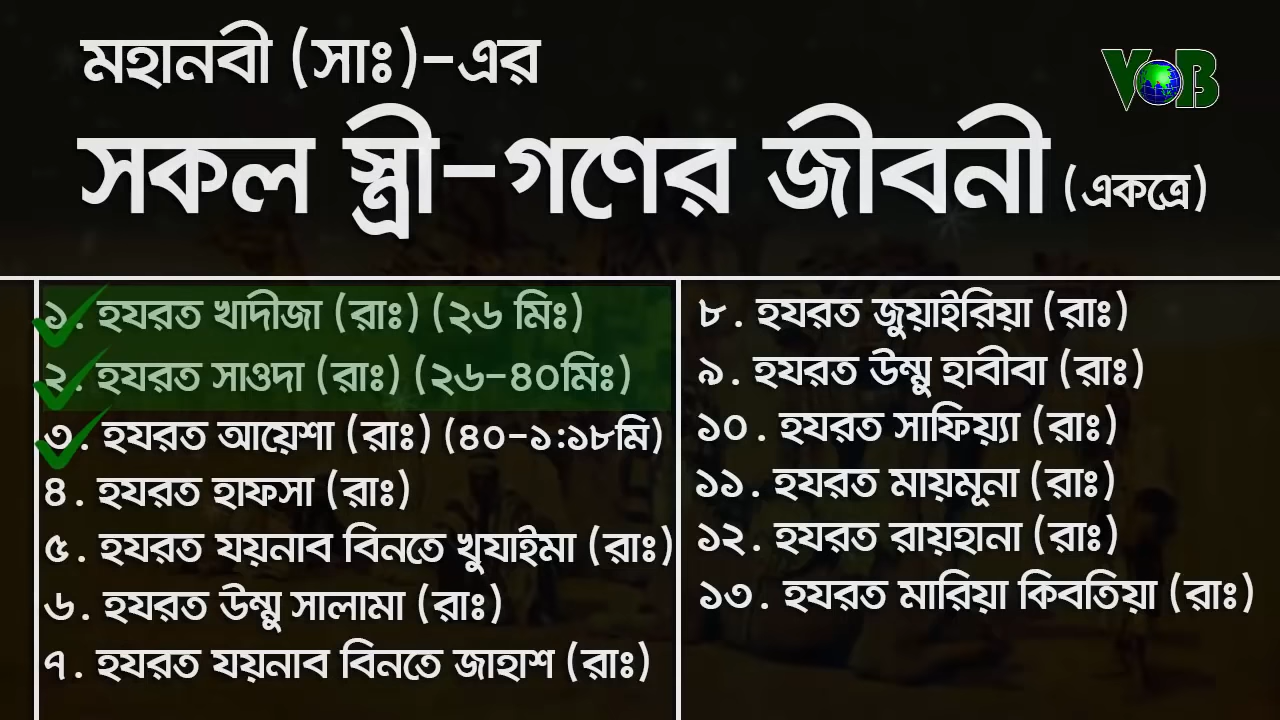 মহানবী (সাঃ)-এর
VOB
সকল স্ত্রী-গণের জীবনী (একত্রে)
১. হযরত খাদীজা (রাঃ) (২৬ মিঃ)
২. হযরত সাওদা (রাঃ) (২৬-৪০মিঃ)
৩. হযরত আয়েশা (রাঃ) (৪০-১:১৮মি)
৪. হযরত হাফসা (রাঃ)
৫. হযরত যয়নাব বিনতে খুযাইমা (রাঃ)
৬. হযরত উম্মু সালামা (রাঃ)
৭. হযরত যয়নাব বিনতে জাহাশ (রাঃ)
৮. হযরত জুয়াইরিয়া (রাঃ)
৯. হযরত উম্মু হাবীবা (রাঃ)
১০. হযরত সাফিয়্যা (রাঃ)
১১. হযরত মায়মূনা (রাঃ)
১২. হযরত রায়হানা (রাঃ)
১৩. হযরত মারিয়া কিবতিয়া (রাঃ)